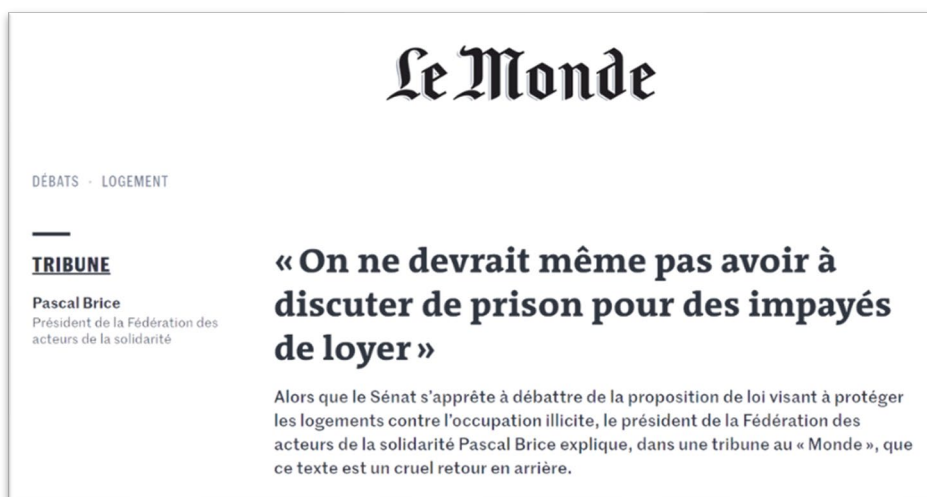 Le Monde
DÉBATS · LOGEMENT
TRIBUNE
Pascal Brice
Président de la Fédération des
acteurs de la solidarité
« On ne devrait même pas avoir à
discuter de prison pour des impayés
de loyer »
Alors que le Sénat s’apprête à débattre de la proposition de loi visant à protéger
les logements contre l’occupation illicite, le président de la Fédération des
acteurs de la solidarité Pascal Brice explique, dans une tribune au « Monde », que
ce texte est un cruel retour en arrière.